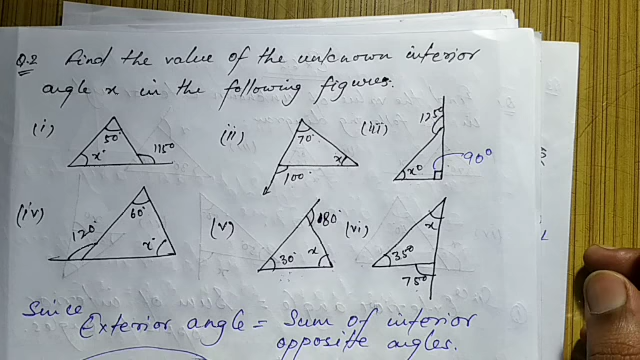 Q.2 Find the value of the unknown interior
angle x in the following figures.
(i) 50° x° 115°
(ii) 70° x 100°
(iii) 125° x° 90°
(iv) 120° 60° x°
(v) 80° 30° x
(vi) x 35° 75°
Since
Exterior angle = Sum of interior
opposite angles.